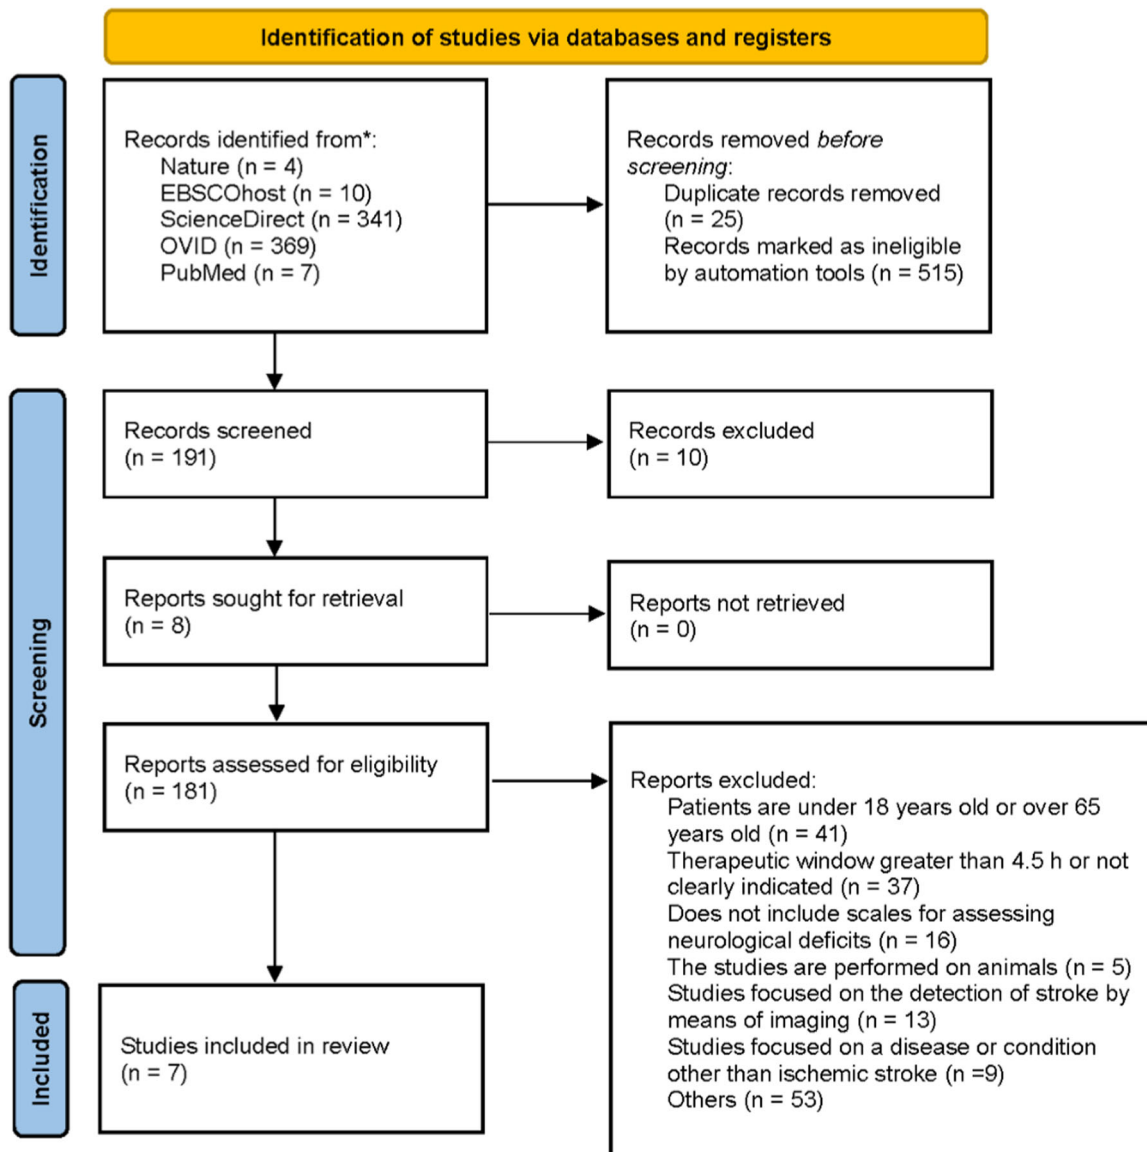 Identification of studies via databases and registers
Identification
Records identified from*:
Nature (n = 4)
EBSCOhost (n = 10)
ScienceDirect (n = 341)
OVID (n = 369)
PubMed (n = 7)
Records removed before
screening:
Duplicate records removed
(n = 25)
Records marked as ineligible
by automation tools (n = 515)
Screening
Records screened
(n = 191)
Records excluded
(n = 10)
Reports sought for retrieval
(n = 8)
Reports not retrieved
(n = 0)
Reports assessed for eligibility
(n = 181)
Reports excluded:
Patients are under 18 years old or over 65
years old (n = 41)
Therapeutic window greater than 4.5 h or not
clearly indicated (n = 37)
Does not include scales for assessing
neurological deficits (n = 16)
The studies are performed on animals (n = 5)
Studies focused on the detection of stroke by
means of imaging (n = 13)
Studies focused on a disease or condition
other than ischemic stroke (n =9)
Others (n = 53)
Included
Studies included in review
(n = 7)